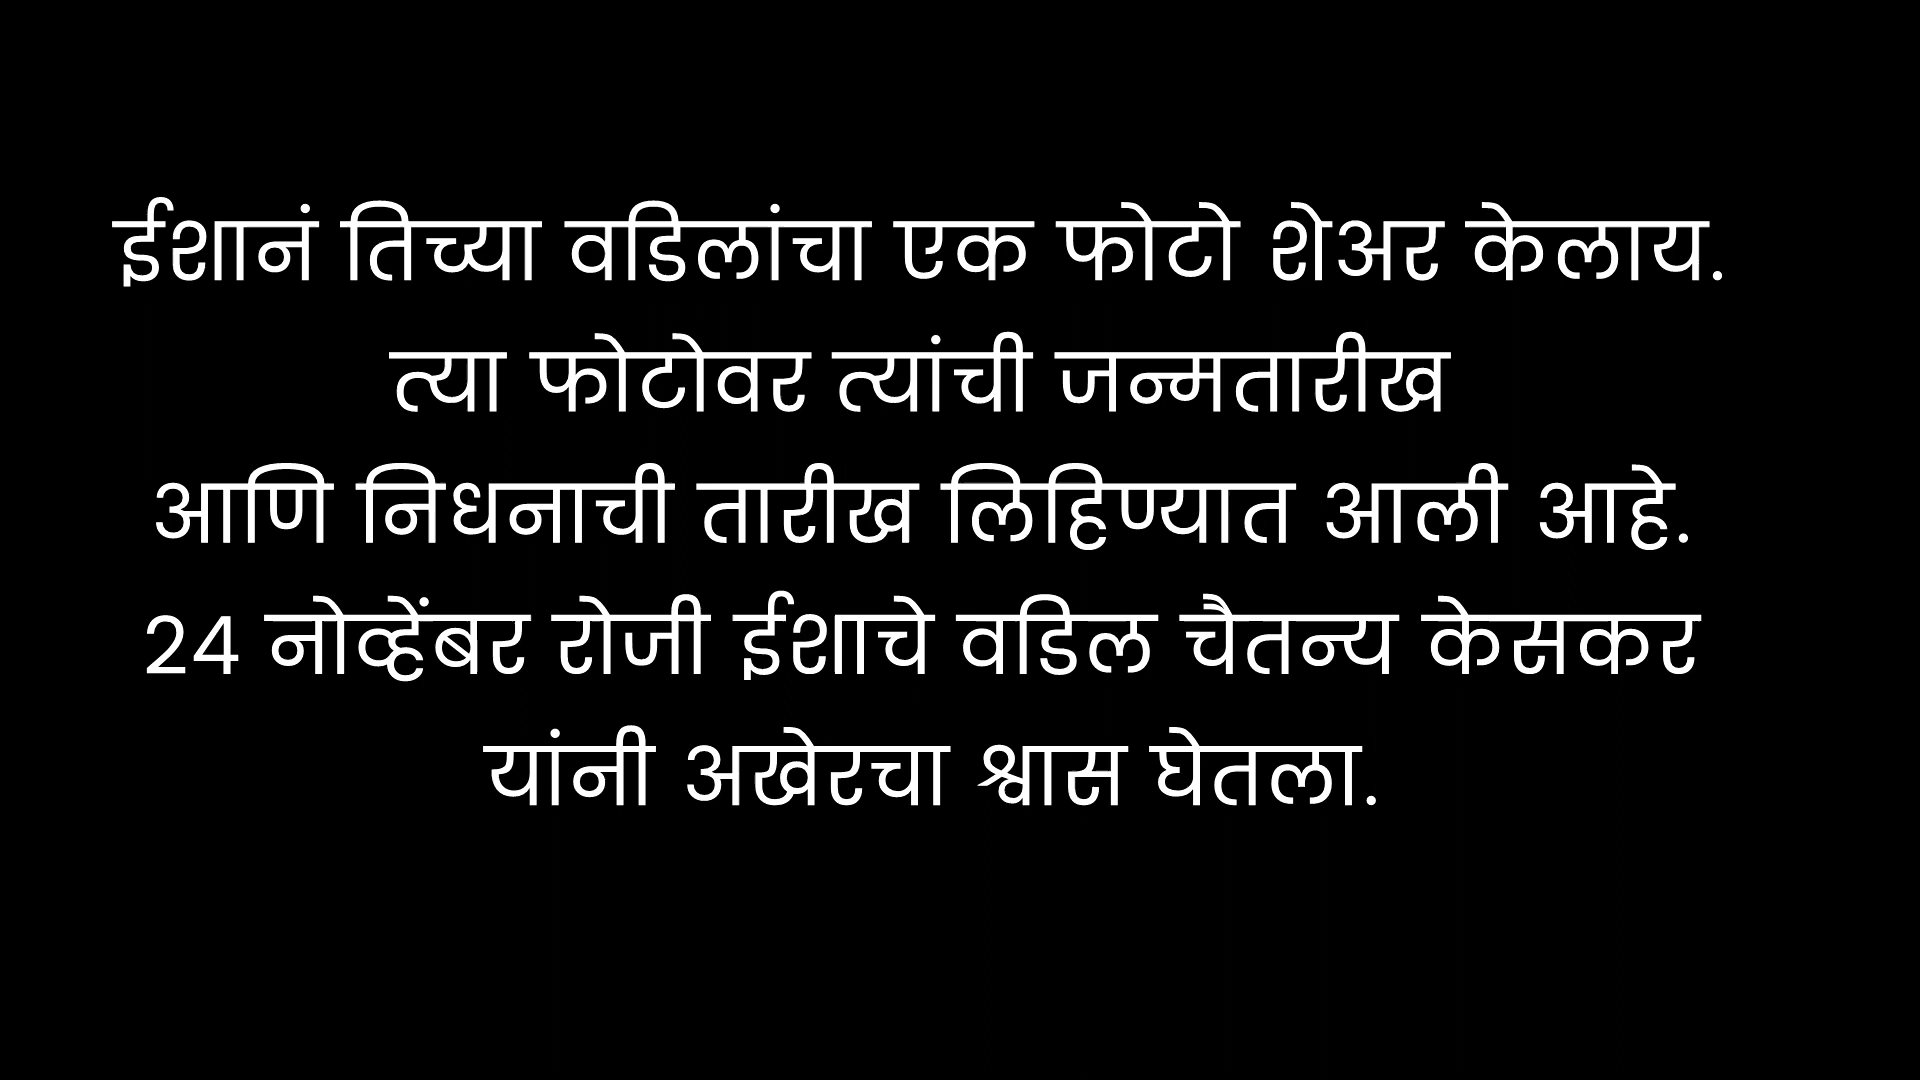 ईशानं तिच्या वडिलांचा एक फोटो शेअर केलाय.
त्या फोटोवर त्यांची जन्मतारीख
आणि निधनाची तारीख लिहिण्यात आली आहे.
24 नोव्हेंबर रोजी ईशाचे वडिल चैतन्य केसकर
यांनी अखेरचा श्वास घेतला.